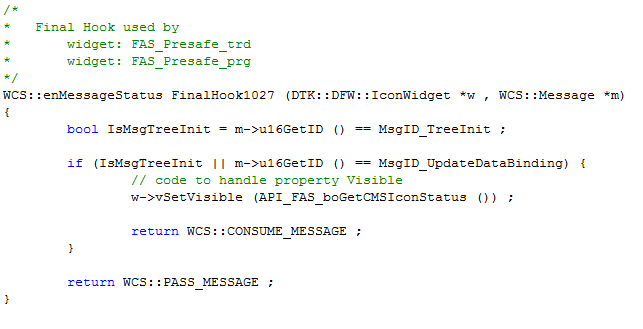 /*
*   Final Hook used by
*       widget: FAS_Presafe_trd
*       widget: FAS_Presafe_prg
*/
WCS::enMessageStatus FinalHook1027 (DTK::DFW::IconWidget *w , WCS::Message *m)
{
        bool IsMsgTreeInit = m->u16GetID () == MsgID_TreeInit ;

        if (IsMsgTreeInit || m->u16GetID () == MsgID_UpdateDataBinding) {
                // code to handle property Visible
                w->vSetVisible (API_FAS_boGetCMSIconStatus ()) ;

                return WCS::CONSUME_MESSAGE ;
        }

        return WCS::PASS_MESSAGE ;
}